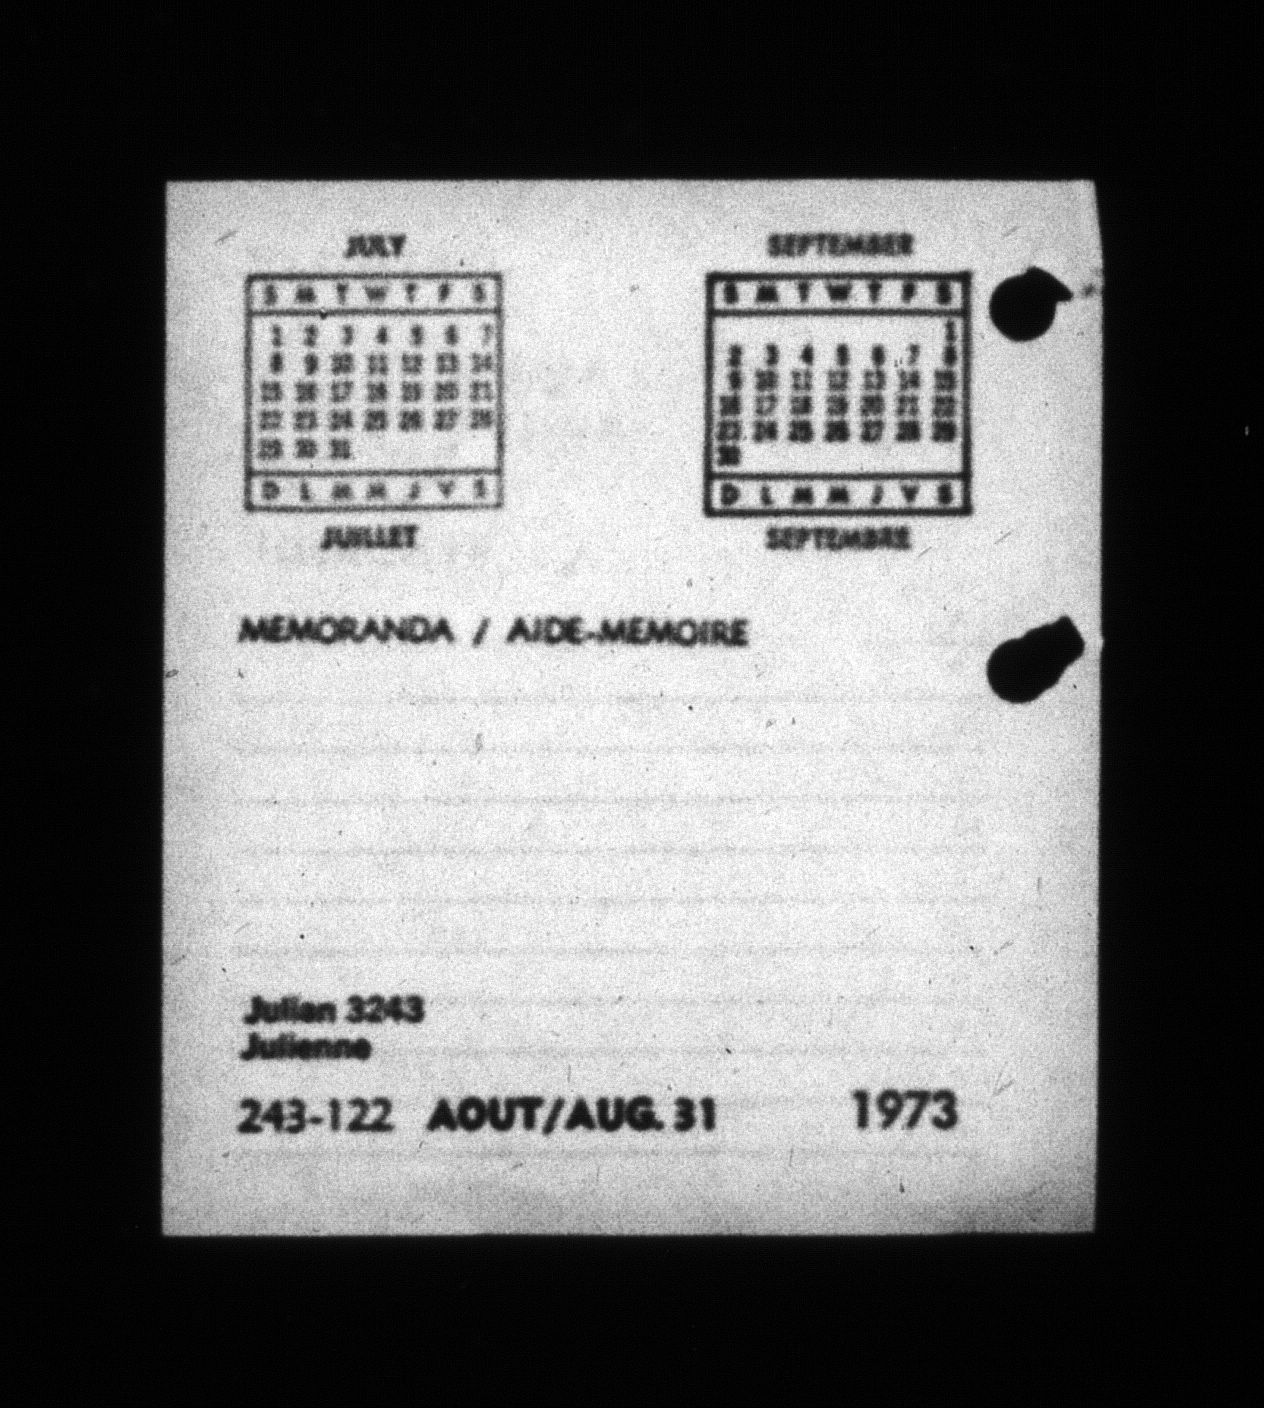 JULY
S M T W T F S
1 2 3 4 5 6 7
8 9 10 11 12 13 14
15 16 17 18 19 20 21
22 23 24 25 26 27 28
29 30 31
D L M M J V S
JUILLET
SEPTEMBER
S M T W T F S
1
2 3 4 5 6 7 8
9 10 11 12 13 14 15
16 17 18 19 20 21 22
23 24 25 26 27 28 29
30
D L M M J V S
SEPTEMBRE
MEMORANDA / AIDE-MEMOIRE
Julian 3243
Julienne
243-122 AOUT/AUG. 31 1973